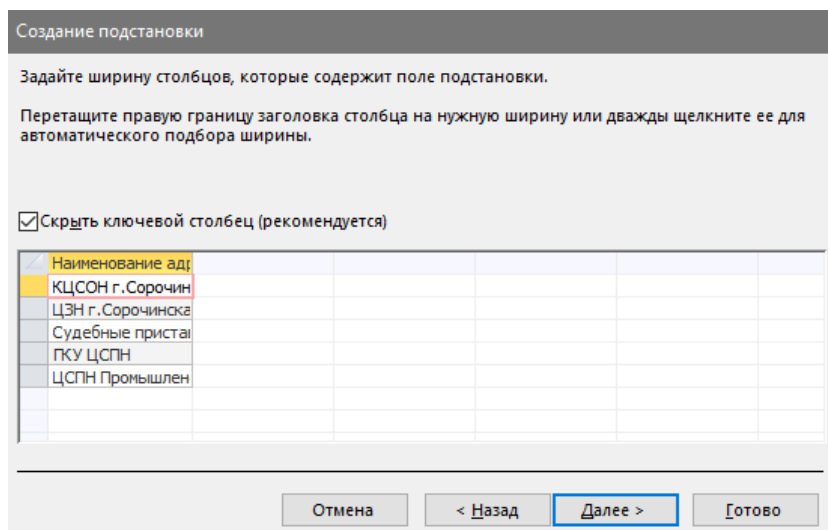 Создание подстановки
Задайте ширину столбцов, которые содержит поле подстановки.
Перетащите правую границу заголовка столбца на нужную ширину или дважды щелкните ее для
автоматического подбора ширины.
Скрыть ключевой столбец (рекомендуется)
Наименование адр
КЦСОН г.Сорочин
ЦЗН г.Сорочинска
Судебные приста
ГКУ ЦСПН
ЦСПН Промышлен
Отмена < Назад Далее > Готово